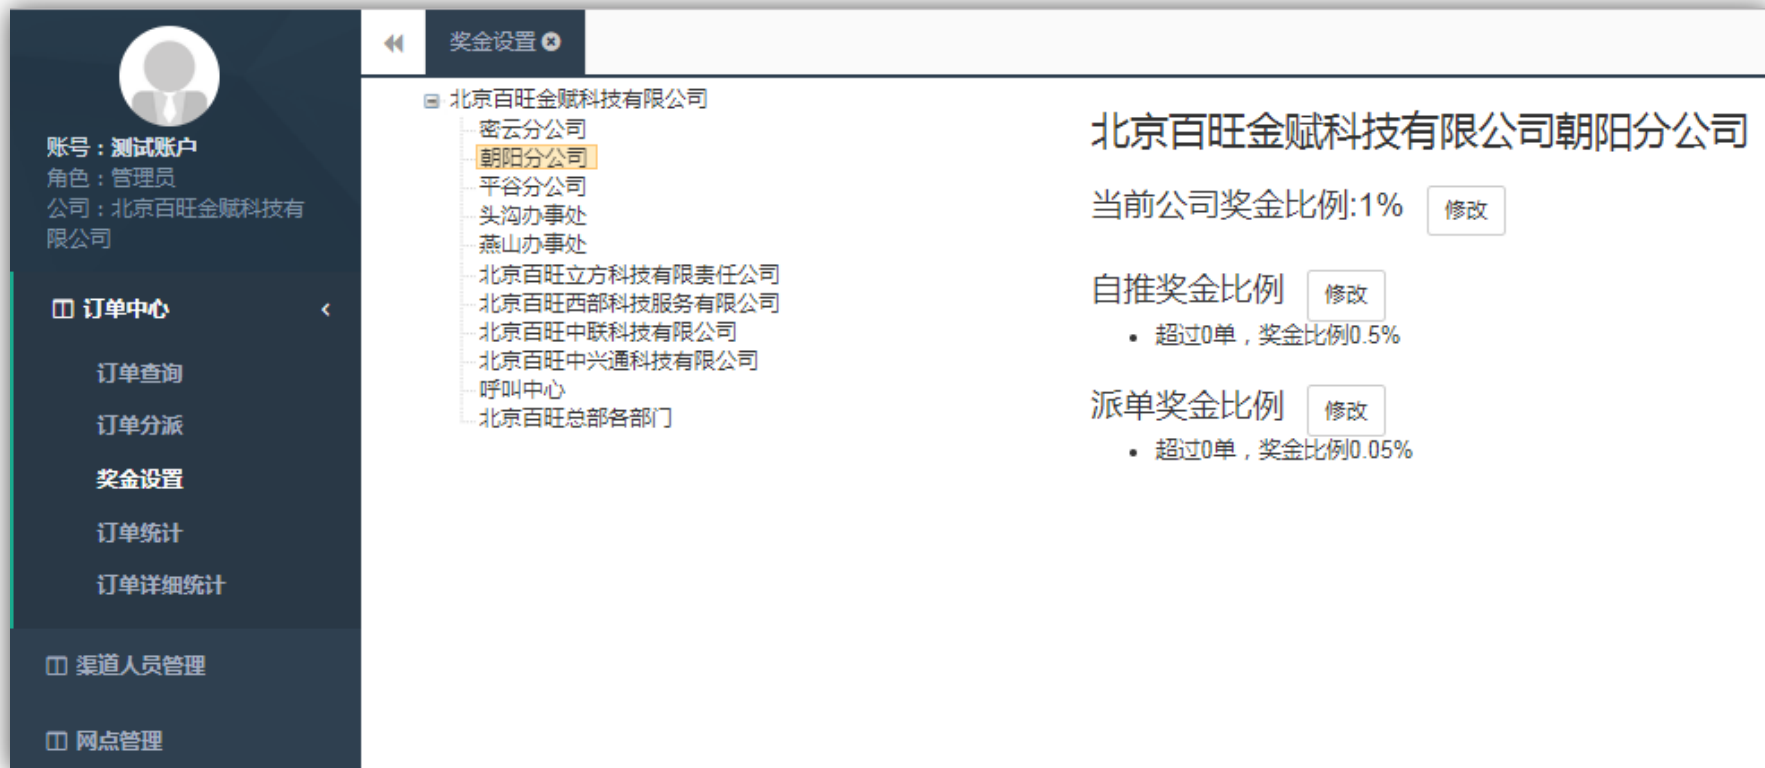 账号：测试账户
角色：管理员
公司：北京百旺金赋科技有
限公司
订单中心
订单查询
订单分派
奖金设置
订单统计
订单详细统计
渠道人员管理
网点管理
奖金设置
北京百旺金赋科技有限公司
密云分公司
朝阳分公司
平谷分公司
头沟办事处
燕山办事处
北京百旺立方科技有限责任公司
北京百旺西部科技服务有限公司
北京百旺中联科技有限公司
北京百旺中兴通科技有限公司
呼叫中心
北京百旺总部各部门
北京百旺金赋科技有限公司朝阳分公司
当前公司奖金比例:1% 修改
自推奖金比例 修改
• 超过0单，奖金比例0.5%
派单奖金比例 修改
• 超过0单，奖金比例0.05%